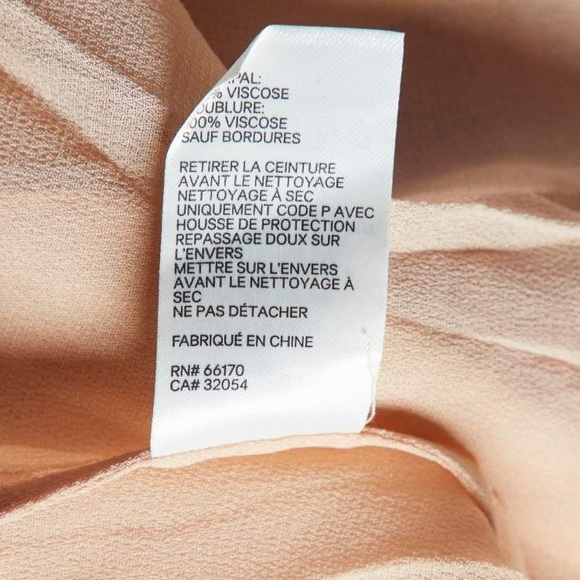 PAL:
% VISCOSE
OUBLURE:
00% VISCOSE
SAUF BORDURES
RETIRER LA CEINTURE
AVANT LE NETTOYAGE
NETTOYAGE À SEC
UNIQUEMENT CODE P AVEC
HOUSSE DE PROTECTION
REPASSAGE DOUX SUR
L'ENVERS
METTRE SUR L'ENVERS
AVANT LE NETTOYAGE À
SEC
NE PAS DÉTACHER
FABRIQUÉ EN CHINE
RN# 66170
CA# 32054